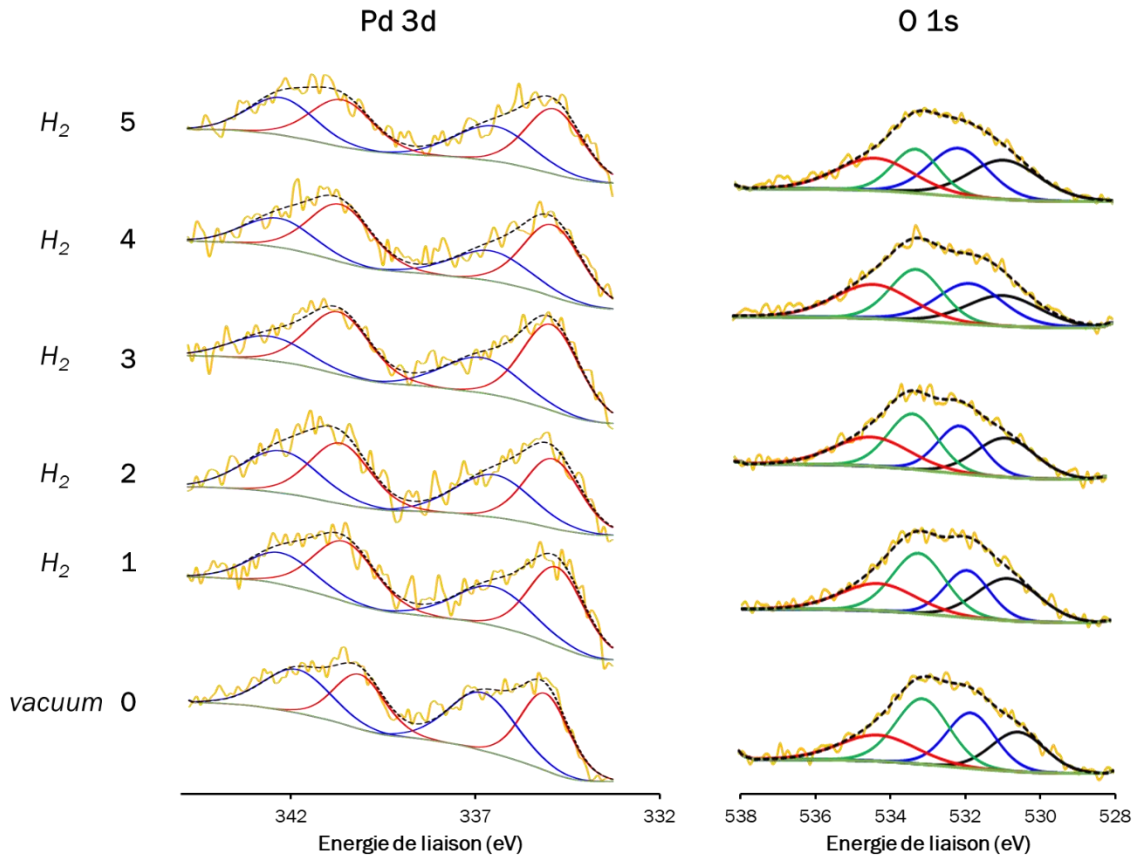 Pd 3d
O 1s
H2 5
H2 4
H2 3
H2 2
H2 1
vacuum 0
342 337 332
538 536 534 532 530 528
Energie de liaison (eV)
Energie de liaison (eV)